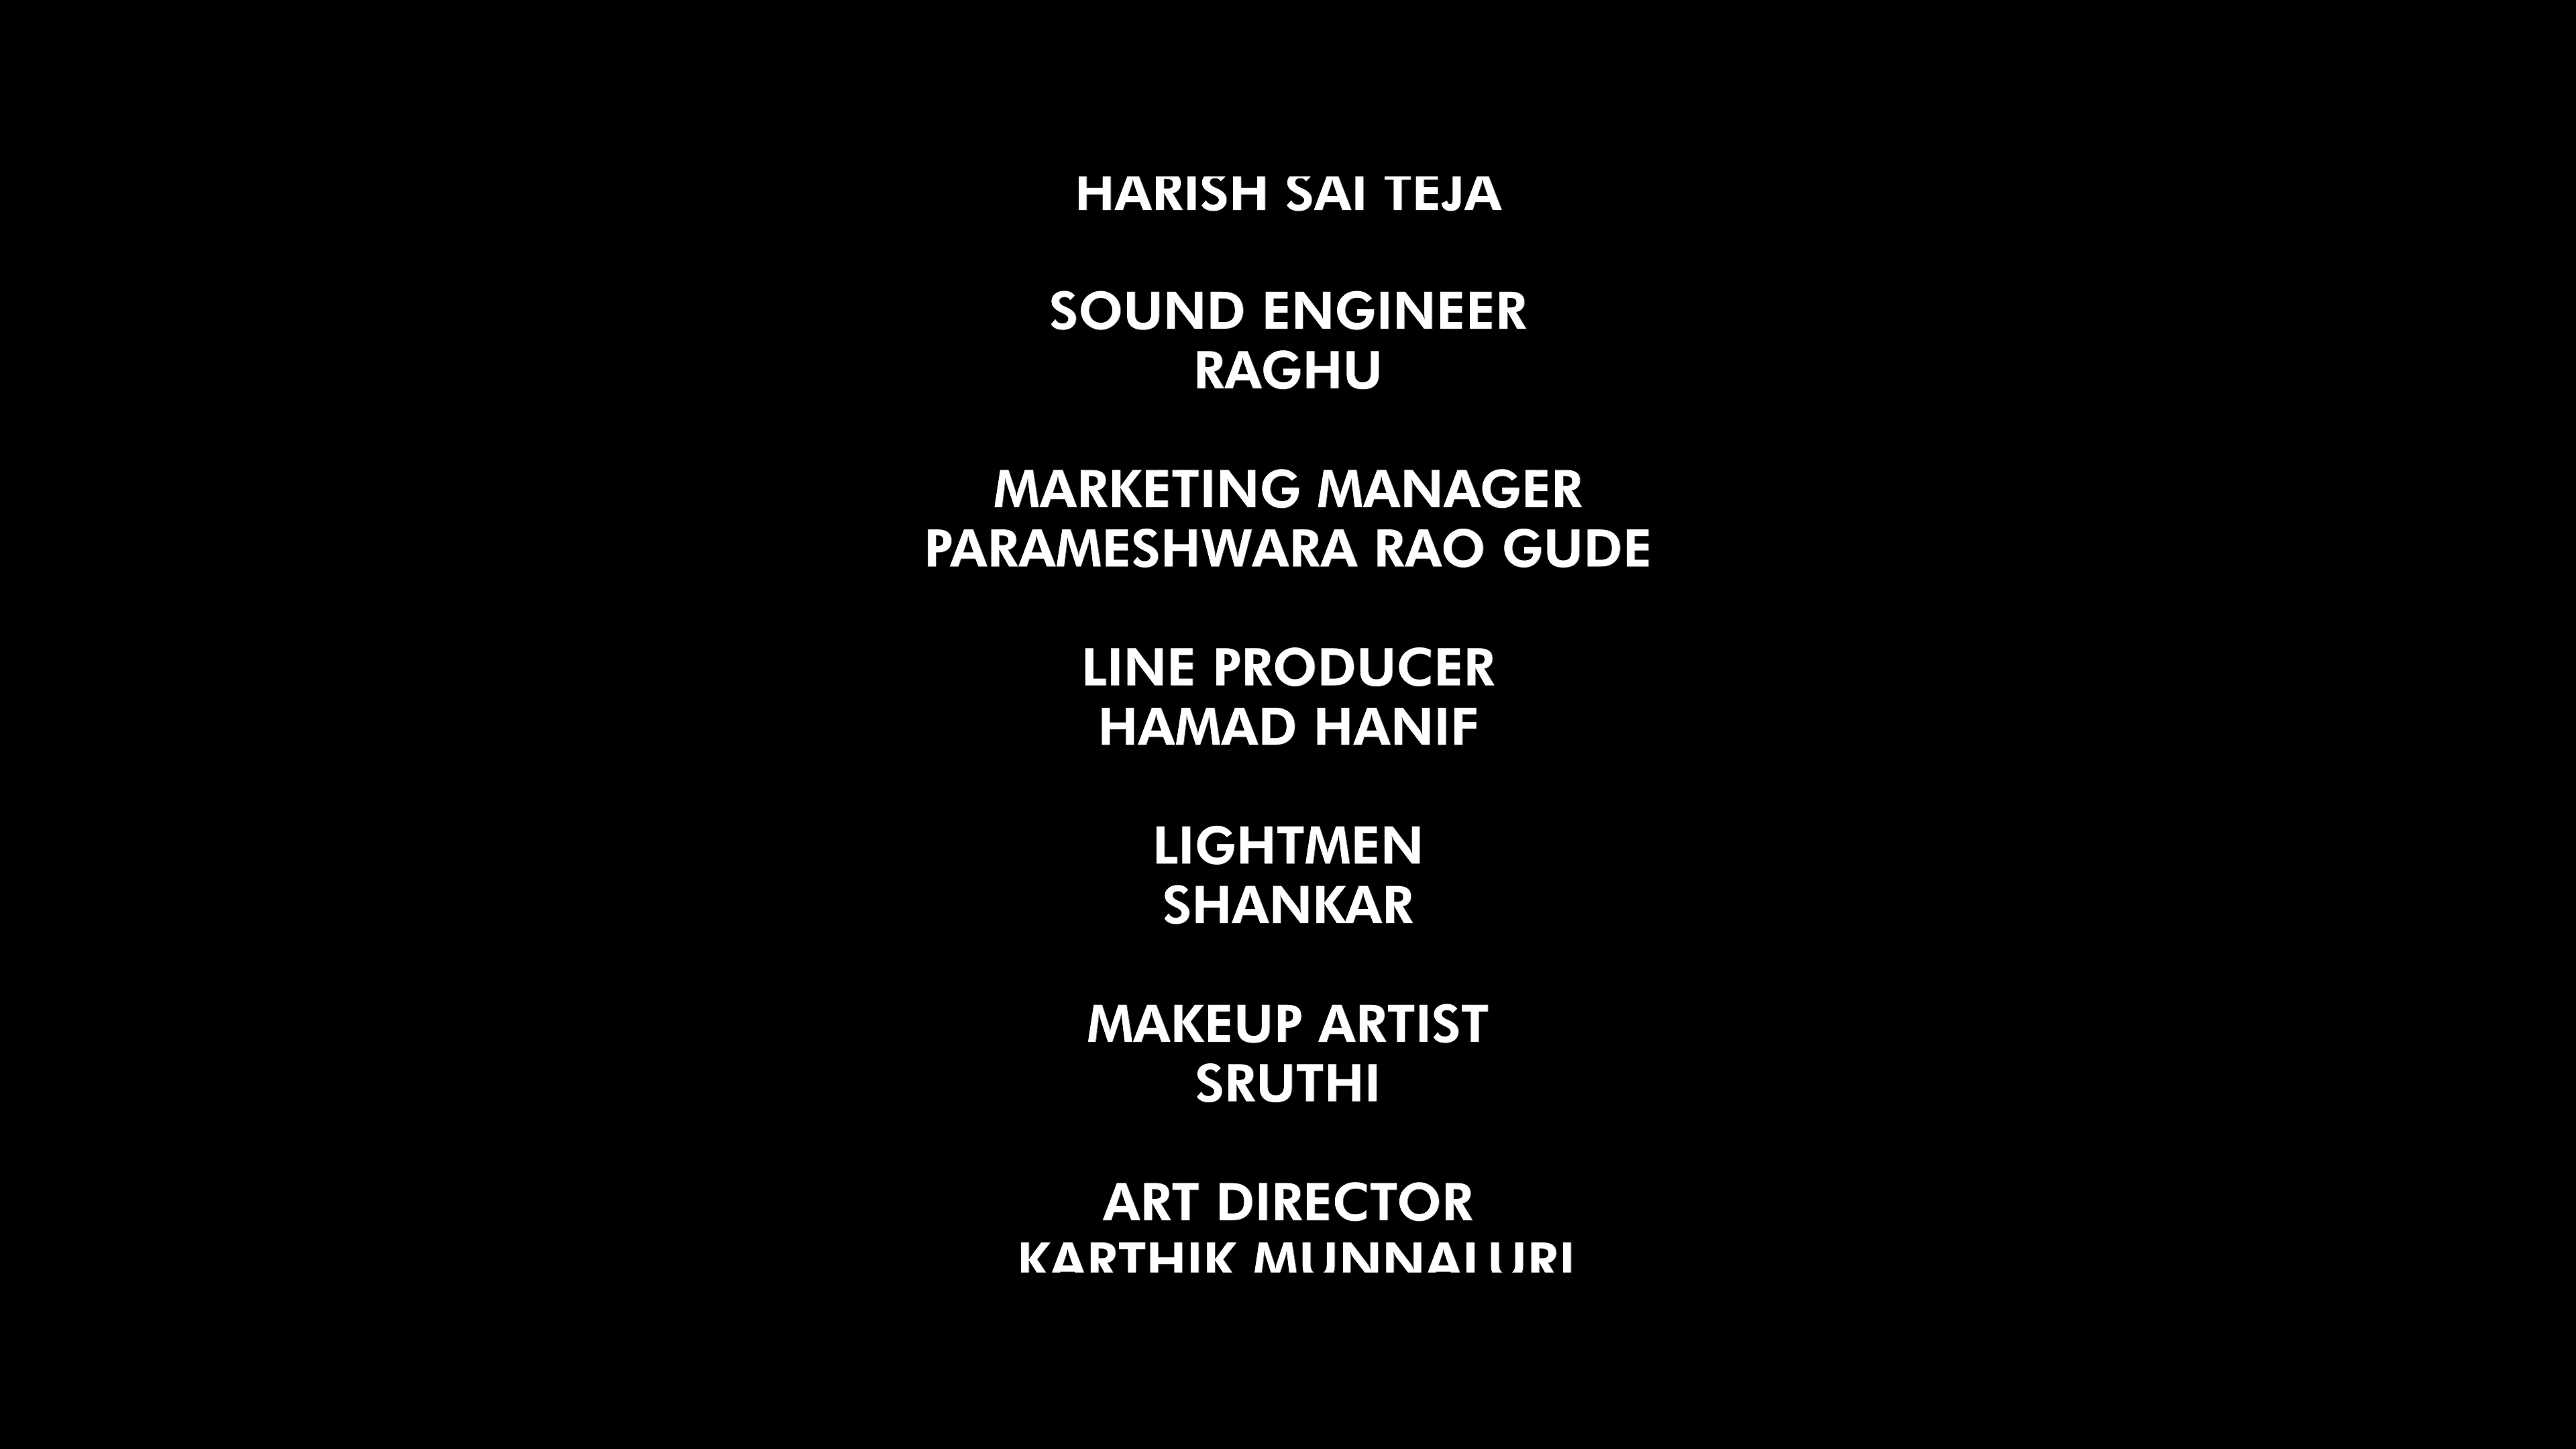 HARISH SAI TEJA
SOUND ENGINEER
RAGHU
MARKETING MANAGER
PARAMESHWARA RAO GUDE
LINE PRODUCER
HAMAD HANIF
LIGHTMEN
SHANKAR
MAKEUP ARTIST
SRUTHI
ART DIRECTOR
KARTHIK MUNNALURI